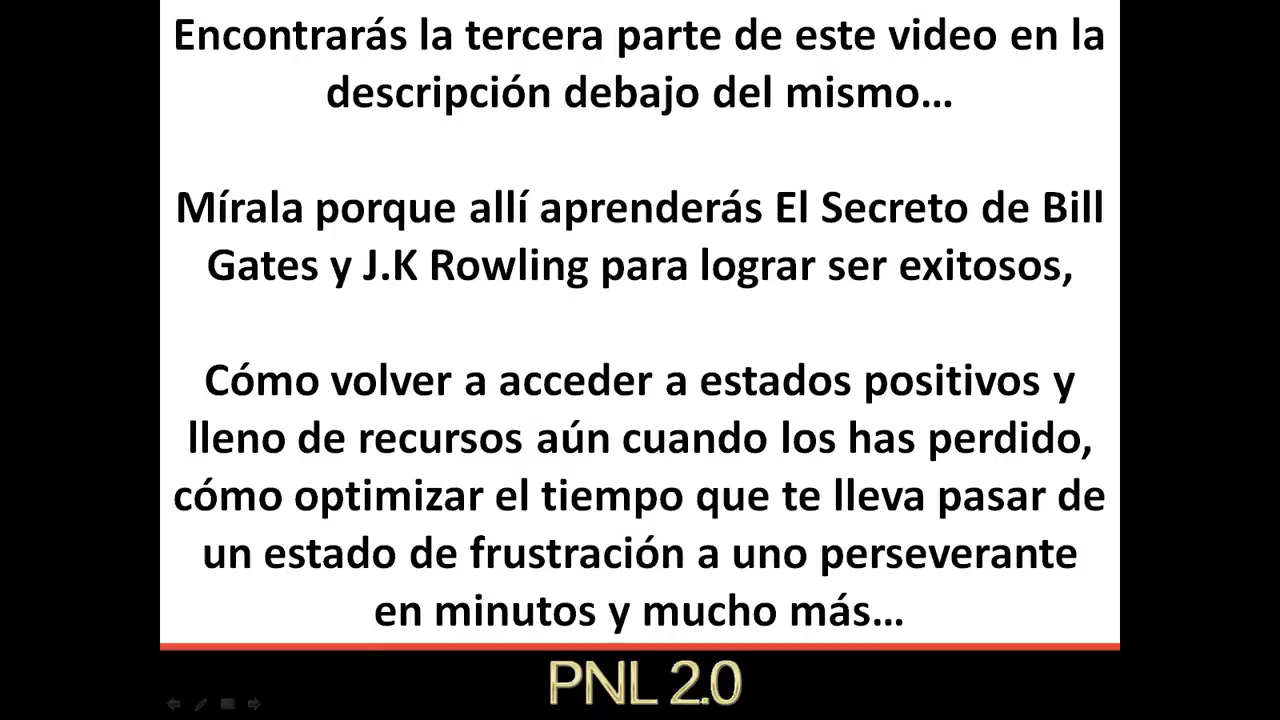 Encontrarás la tercera parte de este video en la
descripción debajo del mismo…
Mírala porque allí aprenderás El Secreto de Bill
Gates y J.K Rowling para lograr ser exitosos,
Cómo volver a acceder a estados positivos y
lleno de recursos aún cuando los has perdido,
cómo optimizar el tiempo que te lleva pasar de
un estado de frustración a uno perseverante
en minutos y mucho más…
PNL 2.0